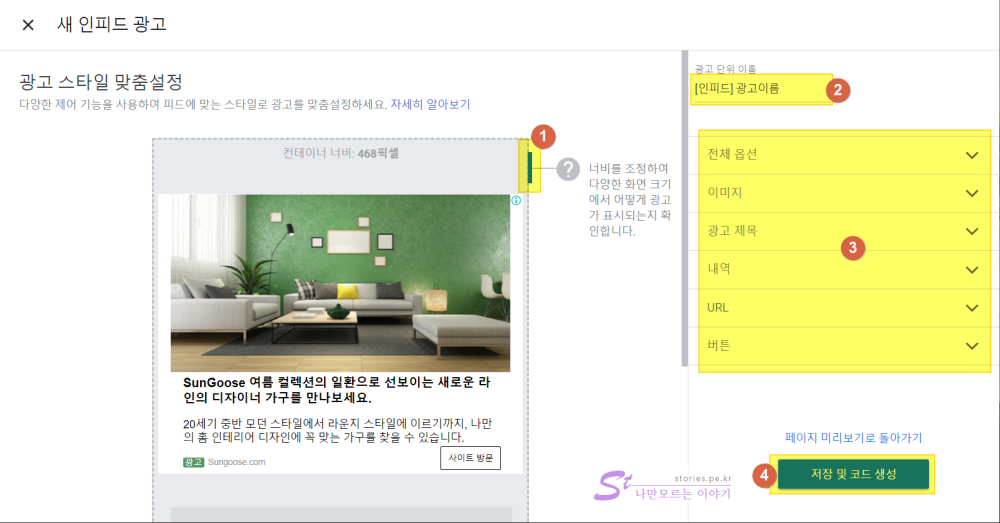 × 새 인피드 광고
광고 스타일 맞춤설정
다양한 제어 기능을 사용하여 피드에 맞는 스타일로 광고를 맞춤설정하세요. 자세히 알아보기
컨테이너 너비: 468픽셀
1
?
너비를 조정하여
다양한 화면 크기
에서 어떻게 광고
가 표시되는지 확
인합니다.
SunGoose 여름 컬렉션의 일환으로 선보이는 새로운 라
인의 디자이너 가구를 만나보세요.
20세기 중반 모던 스타일에서 라운지 스타일에 이르기까지, 나만
의 홈 인테리어 디자인에 꼭 맞는 가구를 찾을 수 있습니다.
광고 Sungoose.com
사이트 방문
광고 단위 이름
[인피드] 광고이름
2
전체 옵션
이미지
광고 제목
3
내역
URL
버튼
페이지 미리보기로 돌아가기
4
저장 및 코드 생성
St
stories.pe.kr
나만모르는 이야기